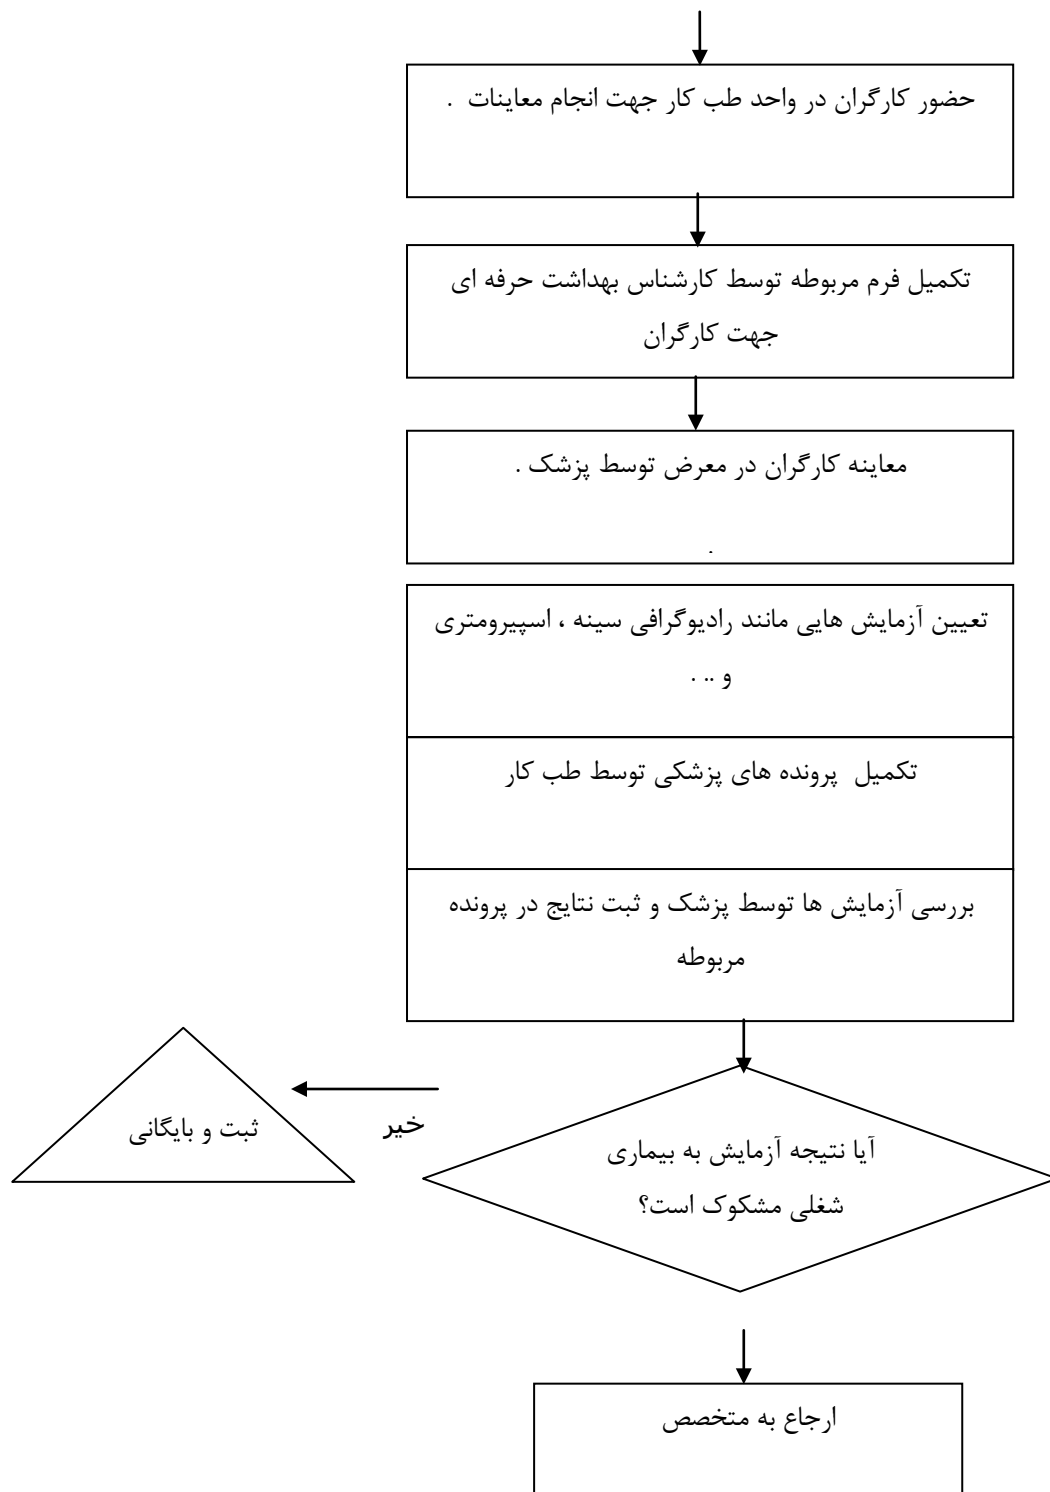 حضور کارگران در واحد طب کار جهت انجام معاینات .
تکمیل فرم مربوطه توسط کارشناس بهداشت حرفه ای
جهت کارگران
معاینه کارگران در معرض توسط پزشک .
.
تعیین آزمایش هایی مانند رادیوگرافی سینه ، اسپیرومتری
و .. .
تکمیل پرونده های پزشکی توسط طب کار
بررسی آزمایش ها توسط پزشک و ثبت نتایج در پرونده
مربوطه
آیا نتیجه آزمایش به بیماری
شغلی مشکوک است؟
خیر
ثبت و بایگانی
ارجاع به متخصص